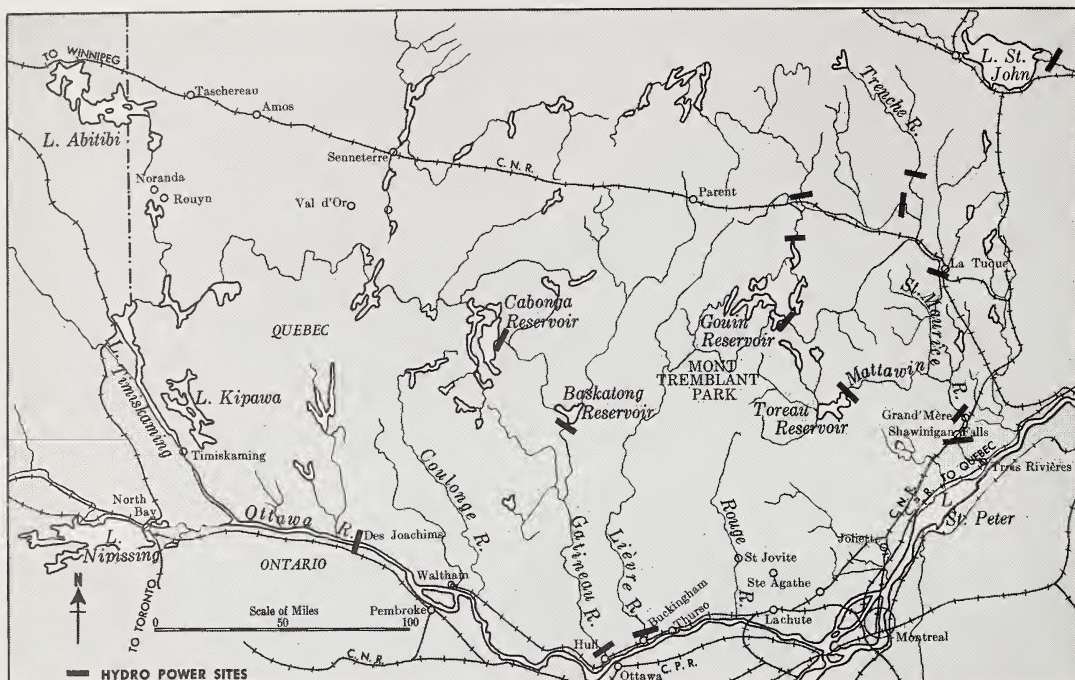 TO WINNIPEG
L. Abitibi
Taschereau
Amos
Senneterre
C.N.R.
Parent
Trenche R.
L. St.
John
Noranda
Rouyn
Val d'Or
La Tuque
QUEBEC
Cabonga
Reservoir
Gouin
Reservoir
St. Maurice R.
MONT
TREMBLANT
PARK
Mattawin
Toreau
Reservoir
Baskatong
Reservoir
L. Timiskaming
L. Kipawa
Timiskaming
Grand'Mère
Shawinigan Falls
TO QUEBEC
C.N.R.
C.P.R.
Trois Rivières
L.
St. Peter
North
Bay
L.
Nipissing
Ottawa R.
Des Joachims
ONTARIO
Coulonge R.
Gatineau R.
Lièvre R.
Rouge R.
St Jovite
Ste Agathe
Joliette
Waltham
Pembroke
Buckingham
Thurso
Lachute
Montreal
Hull
Ottawa
C.P.R.
C.N.R.
N
TO TORONTO
Scale of Miles
0 50 100
HYDRO POWER SITES